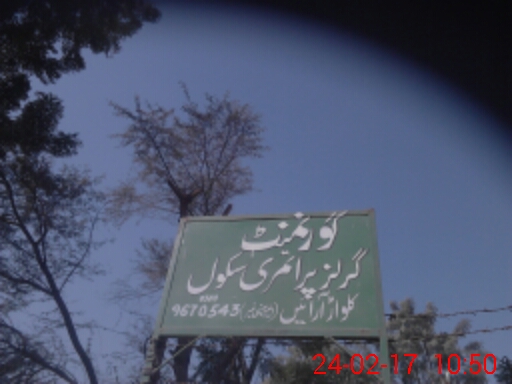 گورنمنٹ
گرلز پرائمری سکول
کلواڑ آرائیں
9670543
24-02-17 10:50